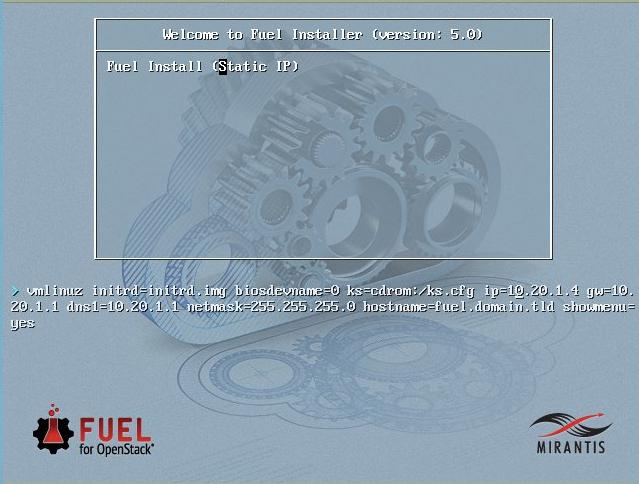 Welcome to Fuel Installer (version: 5.0)
Fuel Install (Static IP)
> vmlinuz initrd=initrd.img biosdevname=0 ks=cdrom:/ks.cfg ip=10.20.1.4 gw=10.
20.1.1 dns1=10.20.1.1 netmask=255.255.255.0 hostname=fuel.domain.tld showmenu=
yes
FUEL
for OpenStack
MIRANTIS